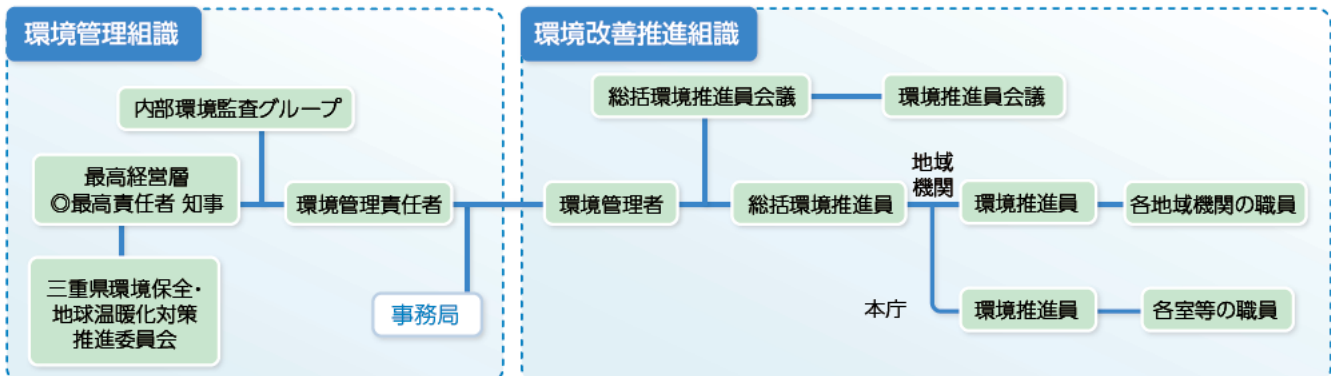 環境管理組織
内部環境監査グループ
最高経営層
◎最高責任者 知事
環境管理責任者
三重県環境保全・
地球温暖化対策
推進委員会
事務局
環境改善推進組織
総括環境推進員会議
環境推進員会議
環境管理者
総括環境推進員
地域
機関
環境推進員
各地域機関の職員
本庁
環境推進員
各室等の職員